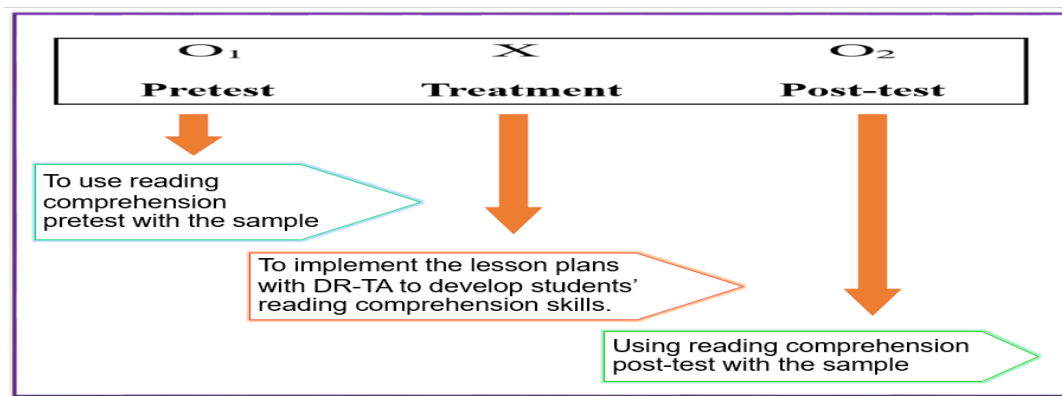 O₁ X O₂
Pretest Treatment Post-test
To use reading
comprehension
pretest with the sample
To implement the lesson plans
with DR-TA to develop students’
reading comprehension skills.
Using reading comprehension
post-test with the sample